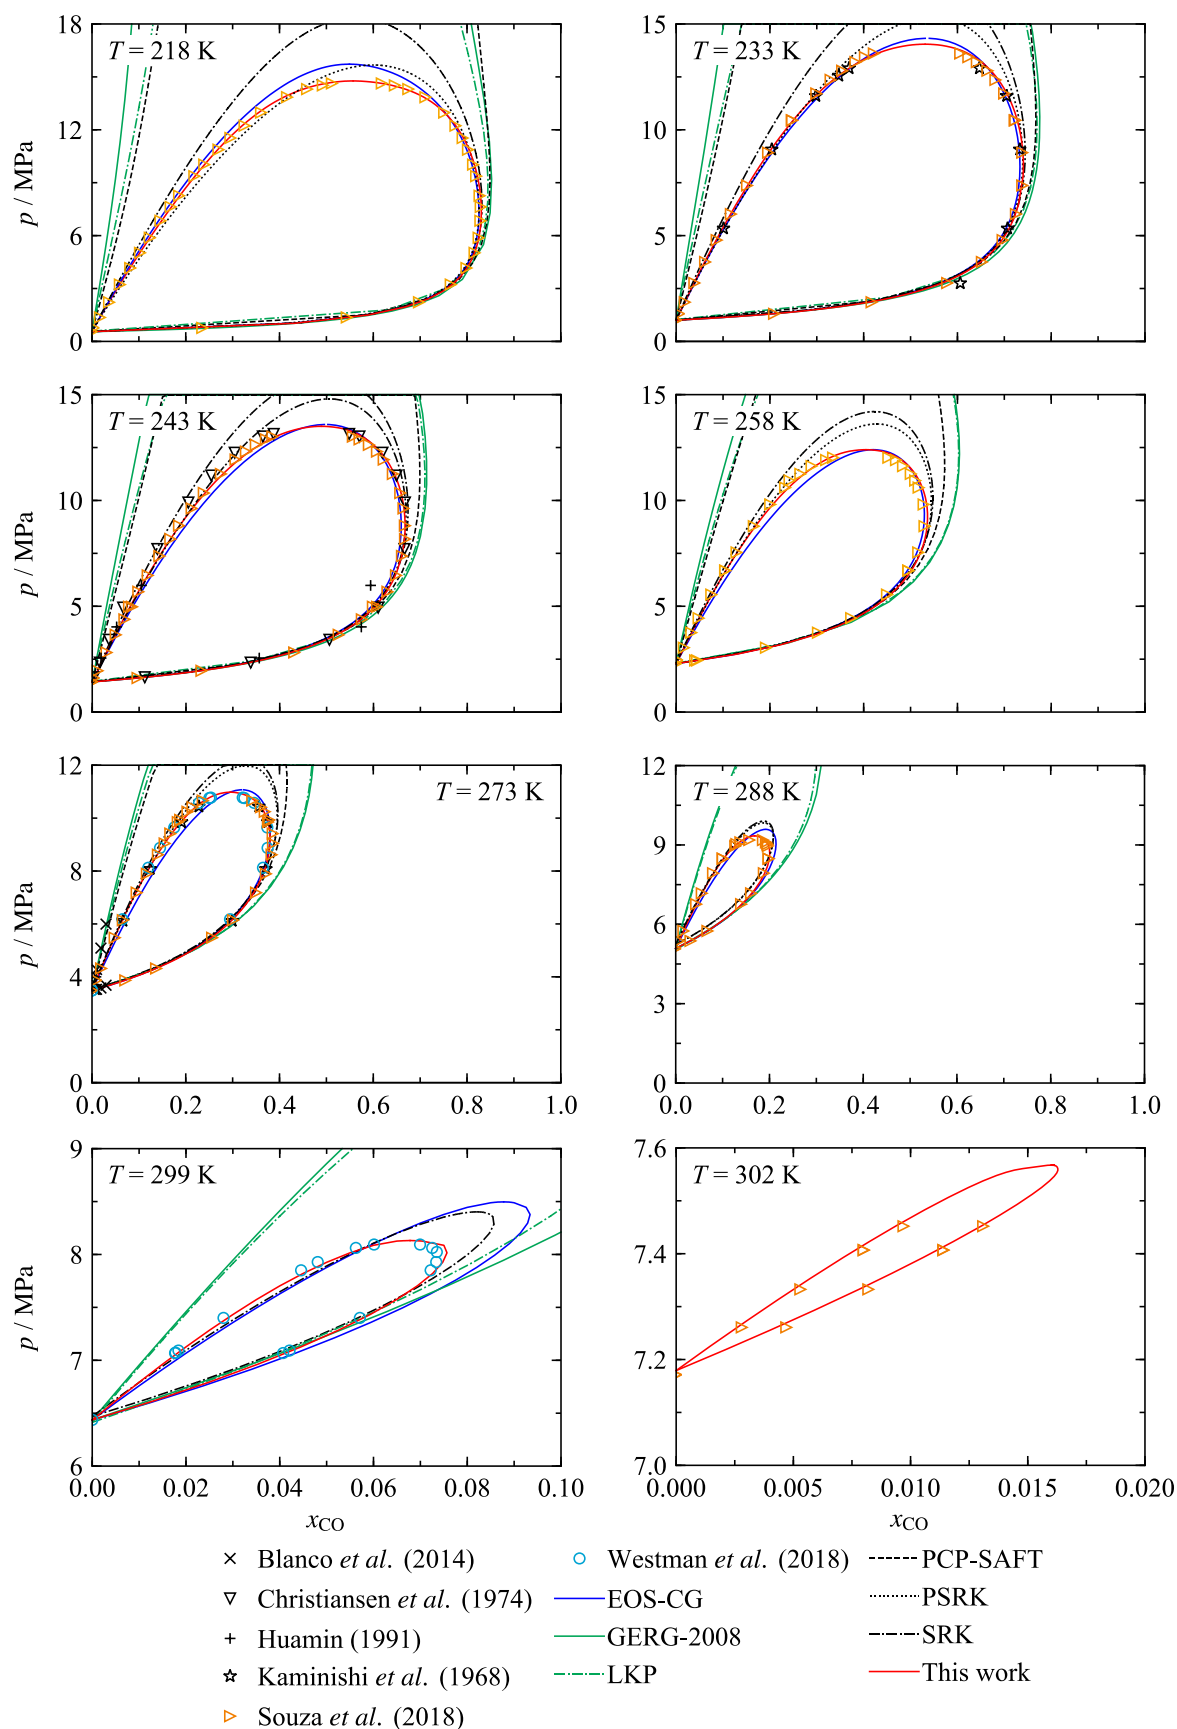 18
12
6
0
p / MPa
T = 218 K
15
10
5
0
T = 233 K
15
10
5
0
p / MPa
T = 243 K
15
10
5
0
T = 258 K
12
8
4
0
p / MPa
T = 273 K
0.0 0.2 0.4 0.6 0.8 1.0
12
9
6
3
0
T = 288 K
0.0 0.2 0.4 0.6 0.8 1.0
9
8
7
6
p / MPa
T = 299 K
0.00 0.02 0.04 0.06 0.08 0.10
xCO
7.6
7.4
7.2
7.0
T = 302 K
0.000 0.005 0.010 0.015 0.020
xCO
Blanco et al. (2014)
Christiansen et al. (1974)
Huamin (1991)
Kaminishi et al. (1968)
Souza et al. (2018)
Westman et al. (2018)
EOS-CG
GERG-2008
LKP
PCP-SAFT
PSRK
SRK
This work